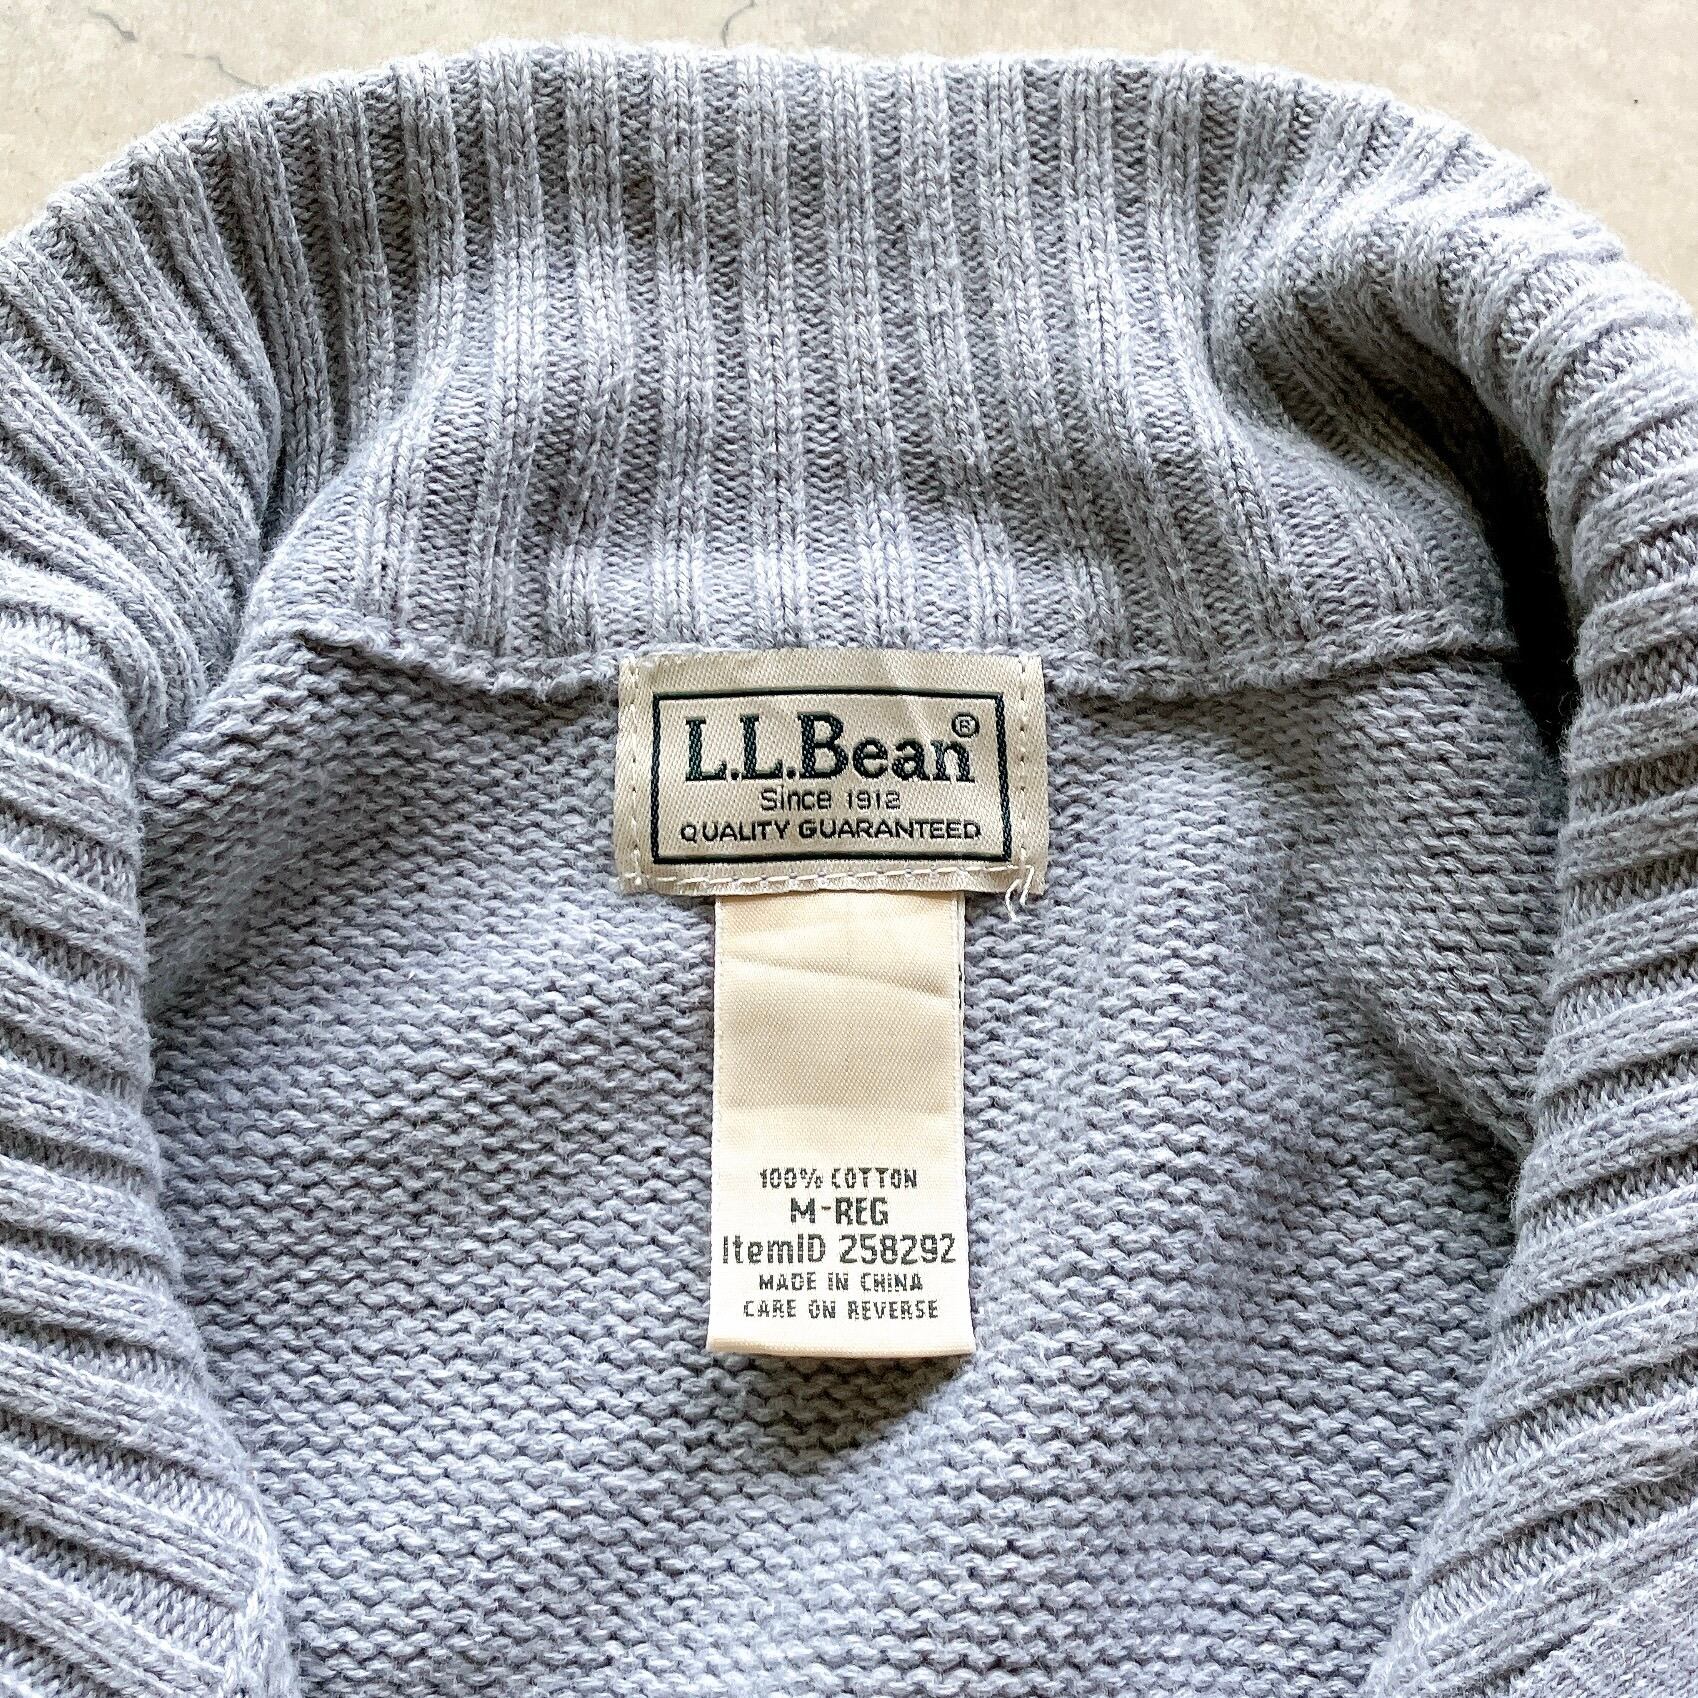 L.L.Bean®
Since 1912
QUALITY GUARANTEED
100% COTTON
M-REG
ItemID 258292
MADE IN CHINA
CARE ON REVERSE